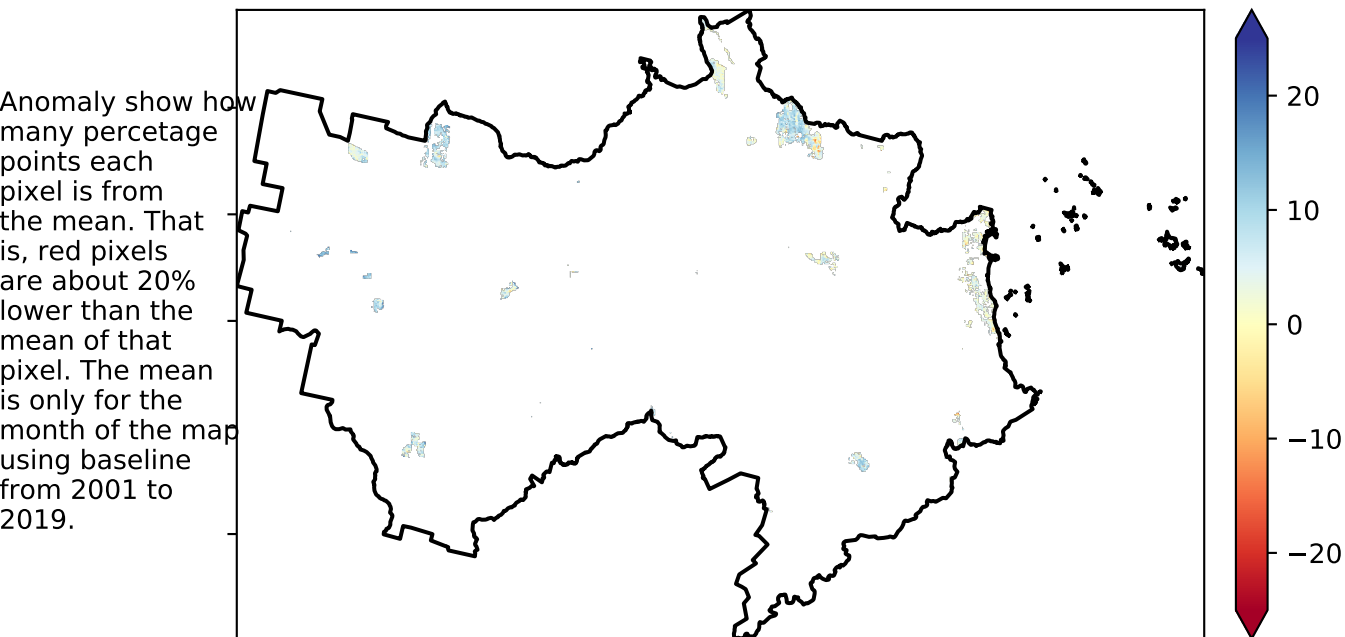 Anomaly show how
many percetage
points each
pixel is from
the mean. That
is, red pixels
are about 20%
lower than the
mean of that
pixel. The mean
is only for the
month of the map
using baseline
from 2001 to
2019.
20
10
0
−10
−20